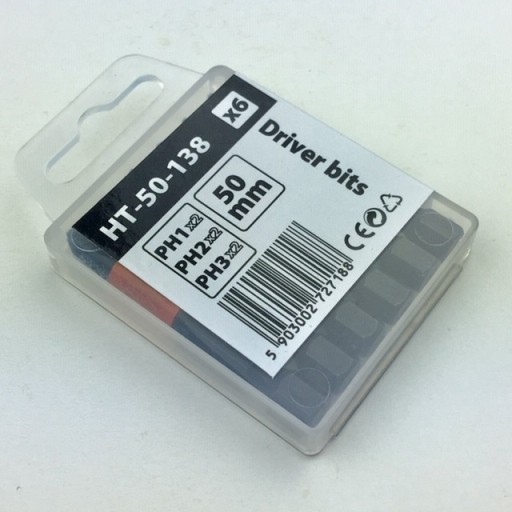 HT-50-138
x6
Driver bits
PH1 x2
PH2 x2
PH3 x2
50
mm
CE
5 903002 727188